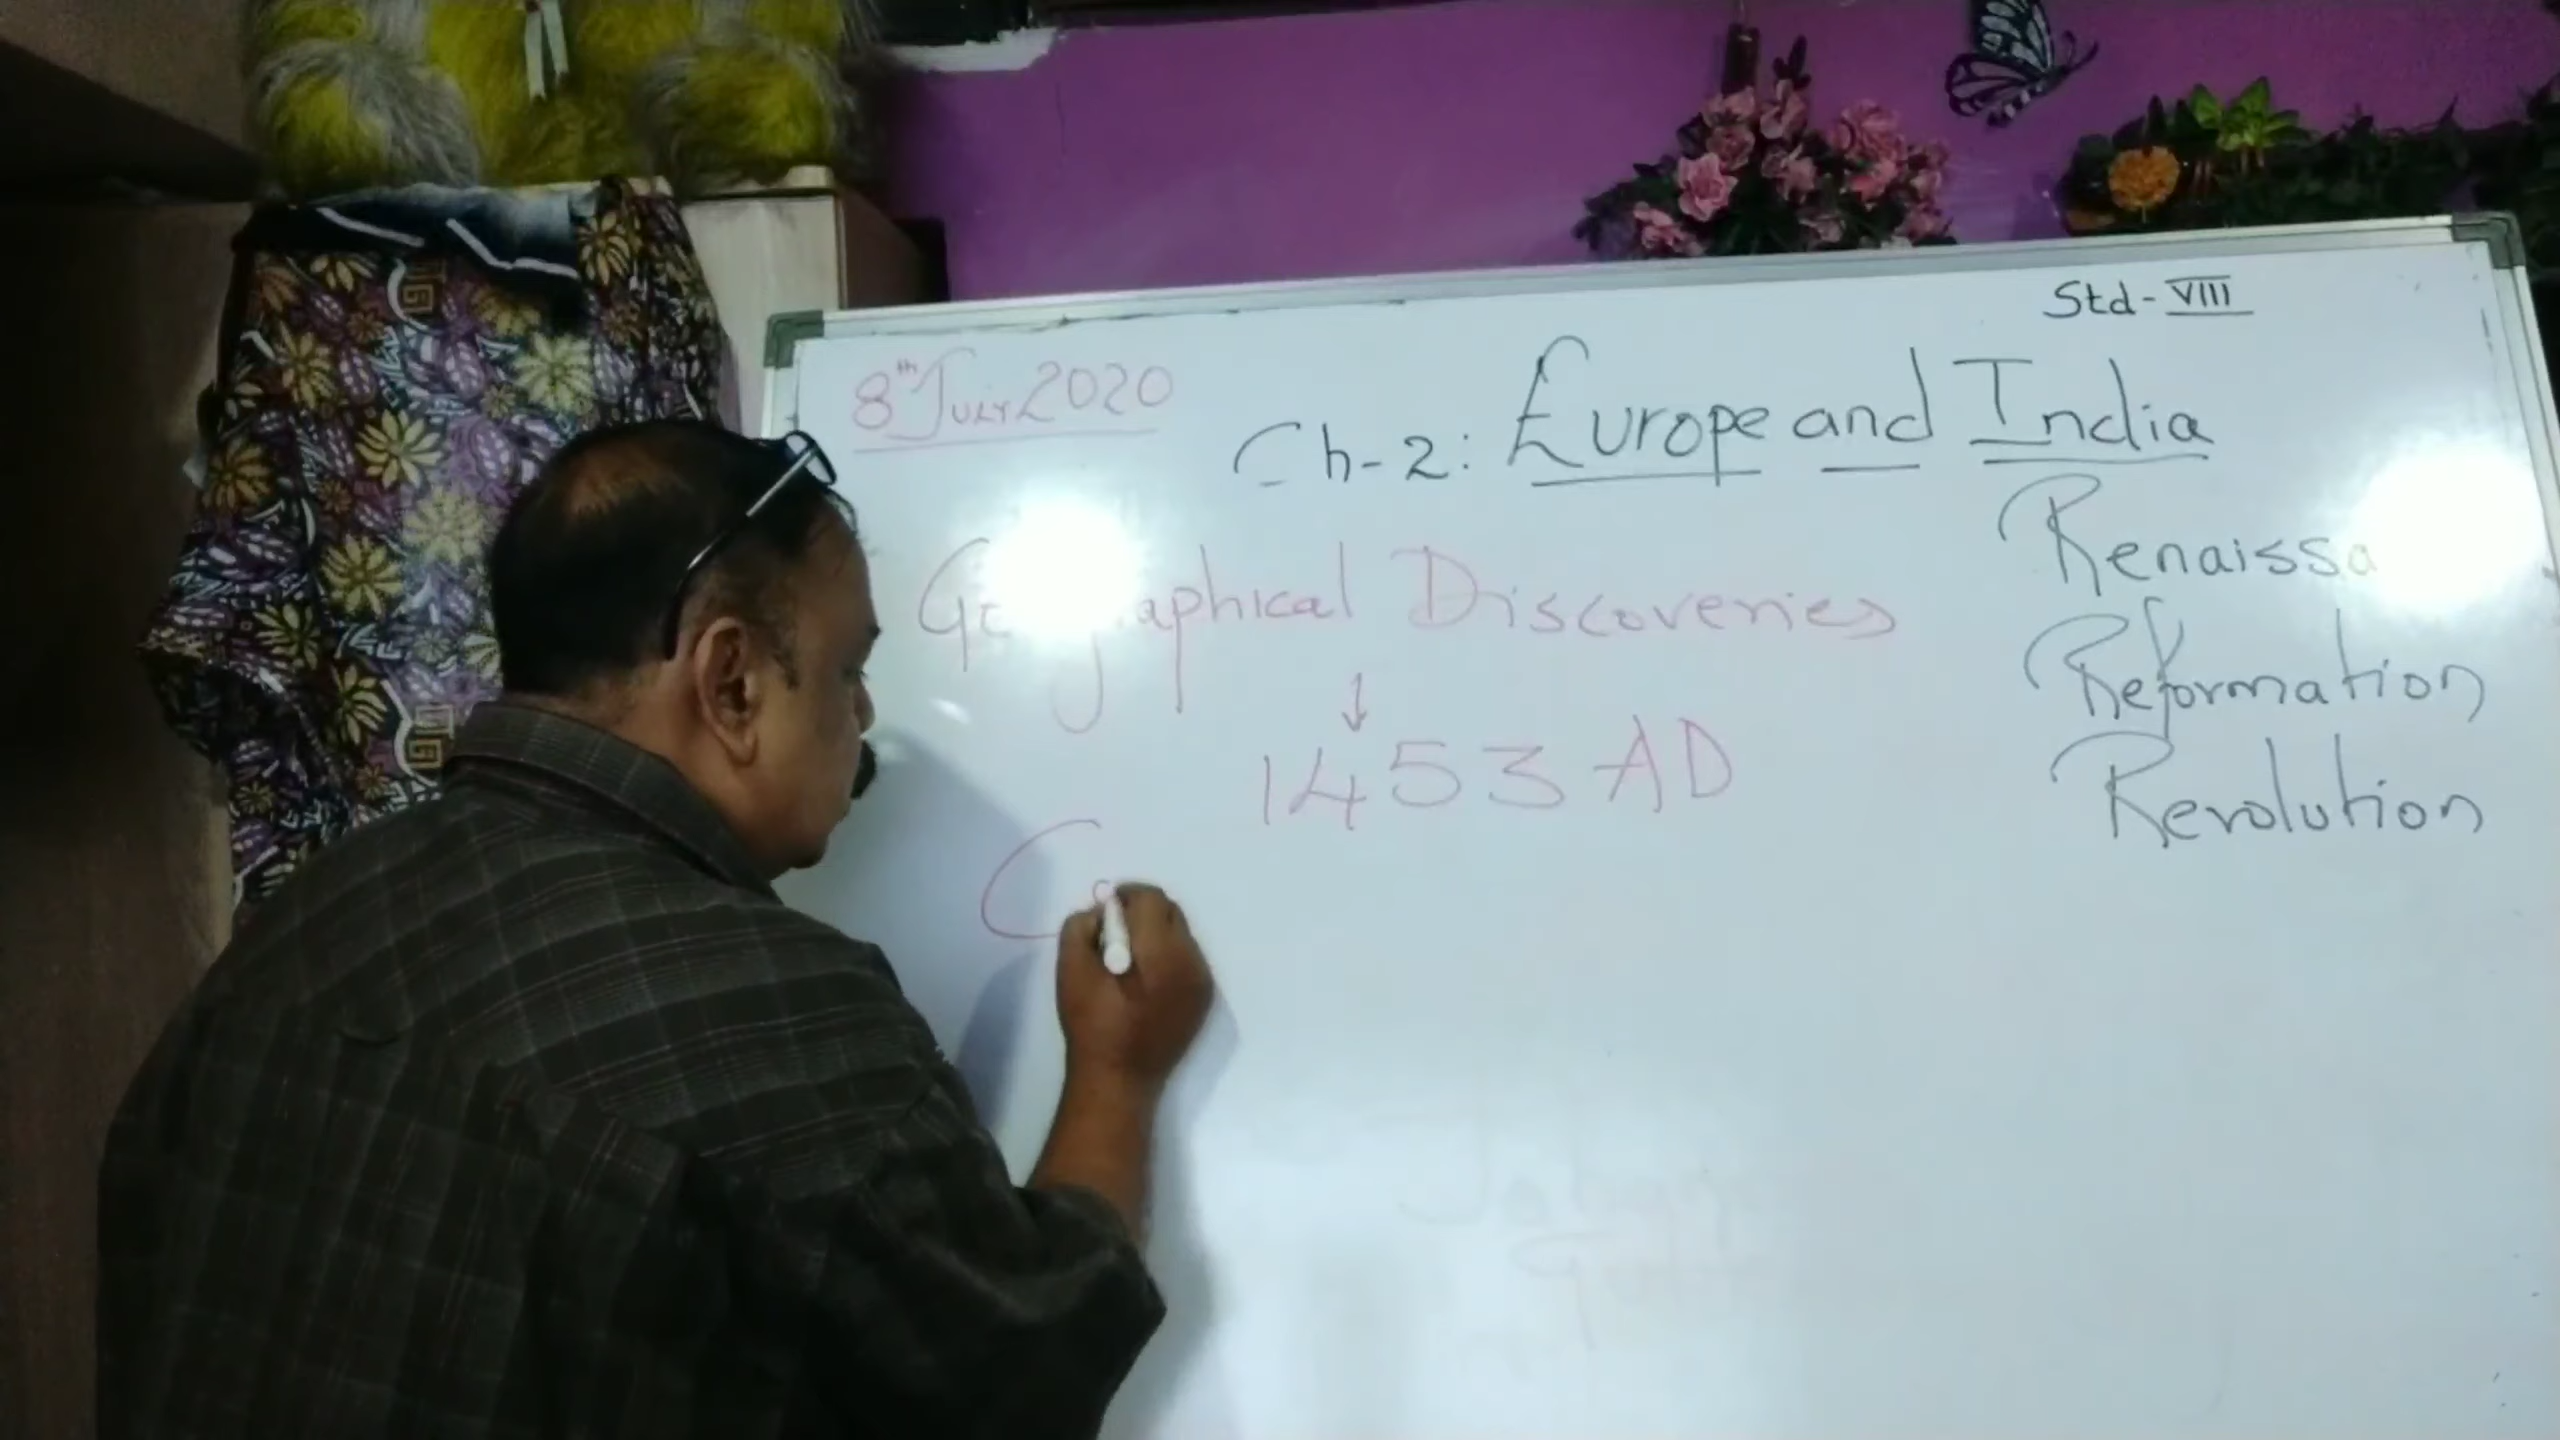 Std-VIII
8th JULY 2020
Ch-2: Europe and India
Renaissa
Geographical Discoveries
Reformation
↓
1453 AD
Revolution
C